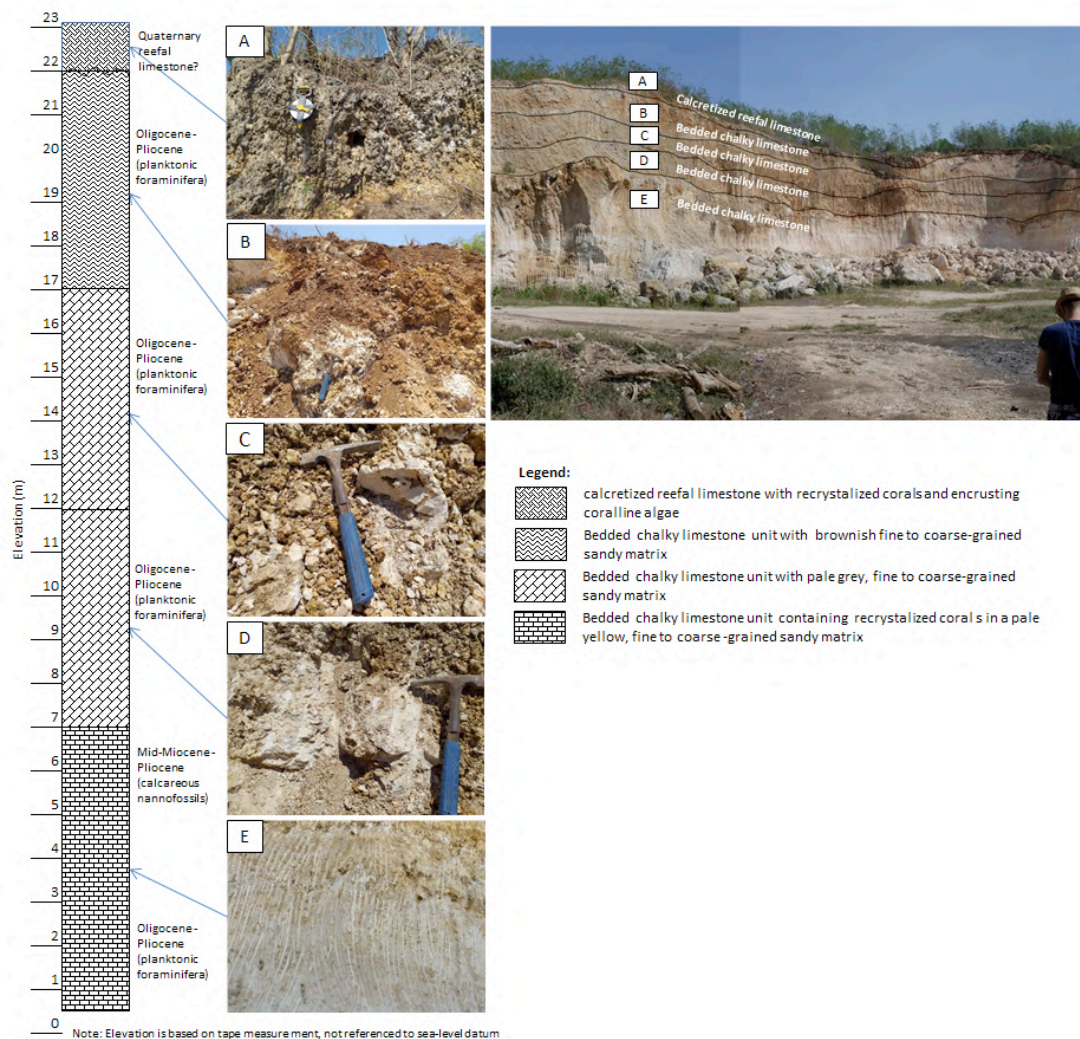 23
22
21
20
19
18
17
16
15
14
13
12
11
10
9
8
7
6
5
4
3
2
1
0
Elevation (m)
Quaternary
reefal
limestone?
Oligocene-
Pliocene
(planktonic
foraminifera)
Oligocene-
Pliocene
(planktonic
foraminifera)
Oligocene-
Pliocene
(planktonic
foraminifera)
Mid-Miocene-
Pliocene
(calcareous
nannofossils)
Oligocene-
Pliocene
(planktonic
foraminifera)
A
B
C
D
E
A
B
C
D
E
Calcretized reefal limestone
Bedded chalky limestone
Bedded chalky limestone
Bedded chalky limestone
Bedded chalky limestone
Legend:
calcretized reefal limestone with recrystalized corals and encrusting
coralline algae
Bedded chalky limestone unit with brownish fine to coarse-grained
sandy matrix
Bedded chalky limestone unit with pale grey, fine to coarse-grained
sandy matrix
Bedded chalky limestone unit containing recrystalized corals in a pale
yellow, fine to coarse-grained sandy matrix
Note: Elevation is based on tape measurement, not referenced to sea-level datum